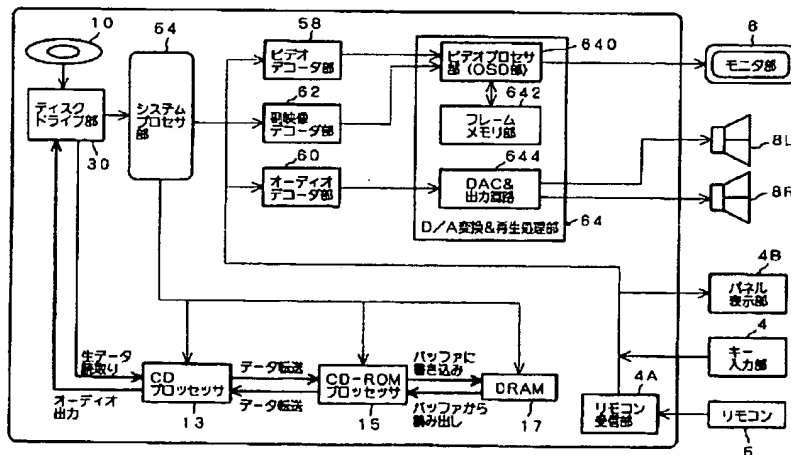 10
ディスク
ドライブ部
30
54
システム
プロセサ
部
58
ビデオ
デコータ部
62
副映像
デコータ部
60
オーディオ
デコータ部
640
ビデオプロセサ
部(OSD部)
642
フレーム
メモリ部
644
DAC&
出力回路
D/A変換&再生処理部
64
6
モニタ部
8L
8R
4B
パネル
表示部
4
キー
入力部
4A
リモコン
受信部
リモコン
5
生データ
読取り
オーディオ
出力
CD
プロッセッサ
13
データ転送
データ転送
CD-ROM
プロッセッサ
15
バッファに
書き込み
バッファから
読み出し
DRAM
17